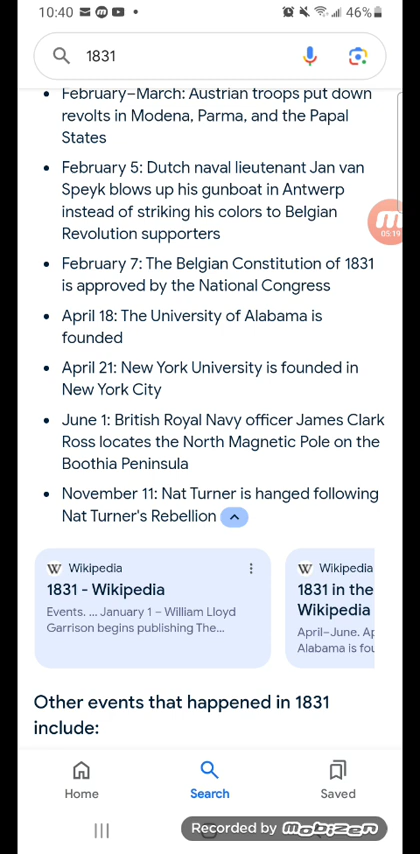 10:40
46%
1831
• February–March: Austrian troops put down
revolts in Modena, Parma, and the Papal
States
• February 5: Dutch naval lieutenant Jan van
Speyk blows up his gunboat in Antwerp
instead of striking his colors to Belgian
Revolution supporters
05:19
• February 7: The Belgian Constitution of 1831
is approved by the National Congress
• April 18: The University of Alabama is
founded
• April 21: New York University is founded in
New York City
• June 1: British Royal Navy officer James Clark
Ross locates the North Magnetic Pole on the
Boothia Peninsula
• November 11: Nat Turner is hanged following
Nat Turner's Rebellion
W Wikipedia
1831 - Wikipedia
Events. ... January 1 – William Lloyd
Garrison begins publishing The...
W Wikipedia
1831 in the
Wikipedia
April–June. Ap
Alabama is fou
Other events that happened in 1831
include:
Home
Search
Saved
Recorded by mobizen